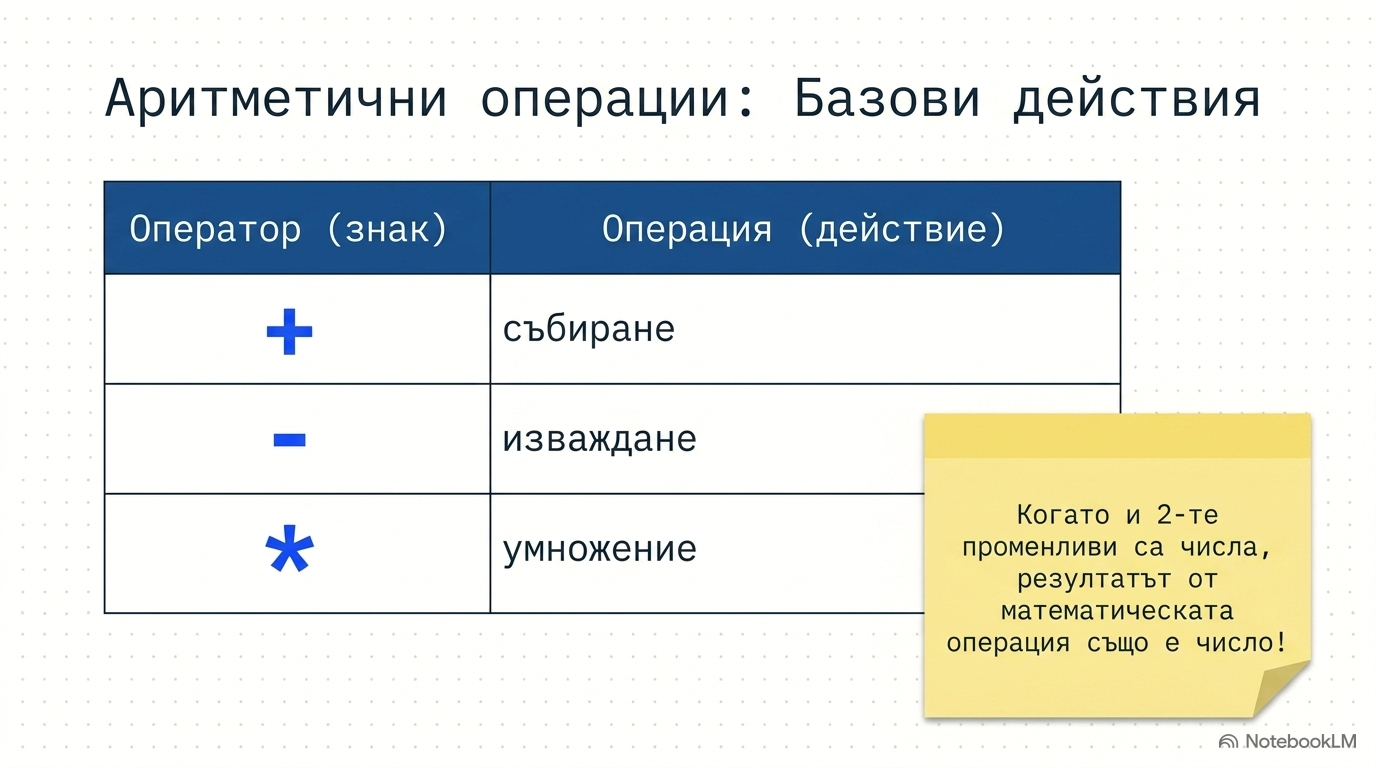 Аритметични операции: Базови действия
Оператор (знак) Операция (действие)
+ събиране
- изваждане
* умножение
Когато и 2-те
променливи са числа,
резултатът от
математическата
операция също е число!
NotebookLM